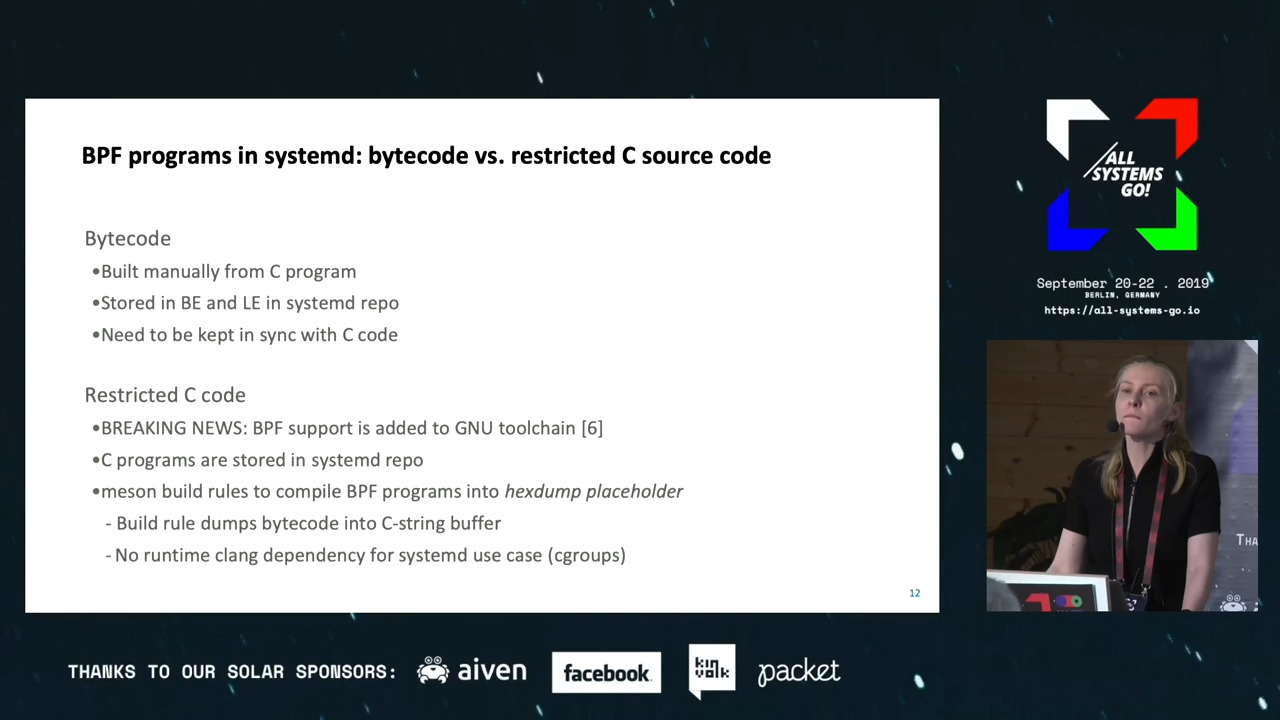 BPF programs in systemd: bytecode vs. restricted C source code
Bytecode
•Built manually from C program
•Stored in BE and LE in systemd repo
•Need to be kept in sync with C code
Restricted C code
•BREAKING NEWS: BPF support is added to GNU toolchain [6]
•C programs are stored in systemd repo
•meson build rules to compile BPF programs into hexdump placeholder
- Build rule dumps bytecode into C-string buffer
- No runtime clang dependency for systemd use case (cgroups)
12
/ALL
SYSTEMS
GO!
September 20-22 . 2019
BERLIN, GERMANY
https://all-systems-go.io
THANKS TO OUR SOLAR SPONSORS:
aiven
facebook.
kinvolk
packet